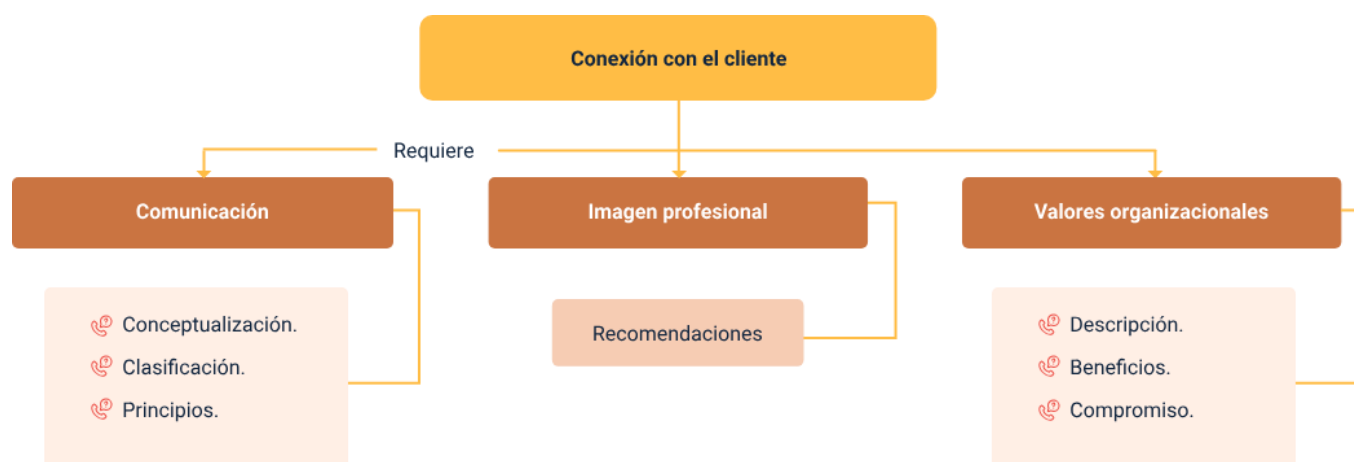 Conexión con el cliente
Requiere
Comunicación
Imagen profesional
Valores organizacionales
Conceptualización.
Clasificación.
Principios.
Recomendaciones
Descripción.
Beneficios.
Compromiso.